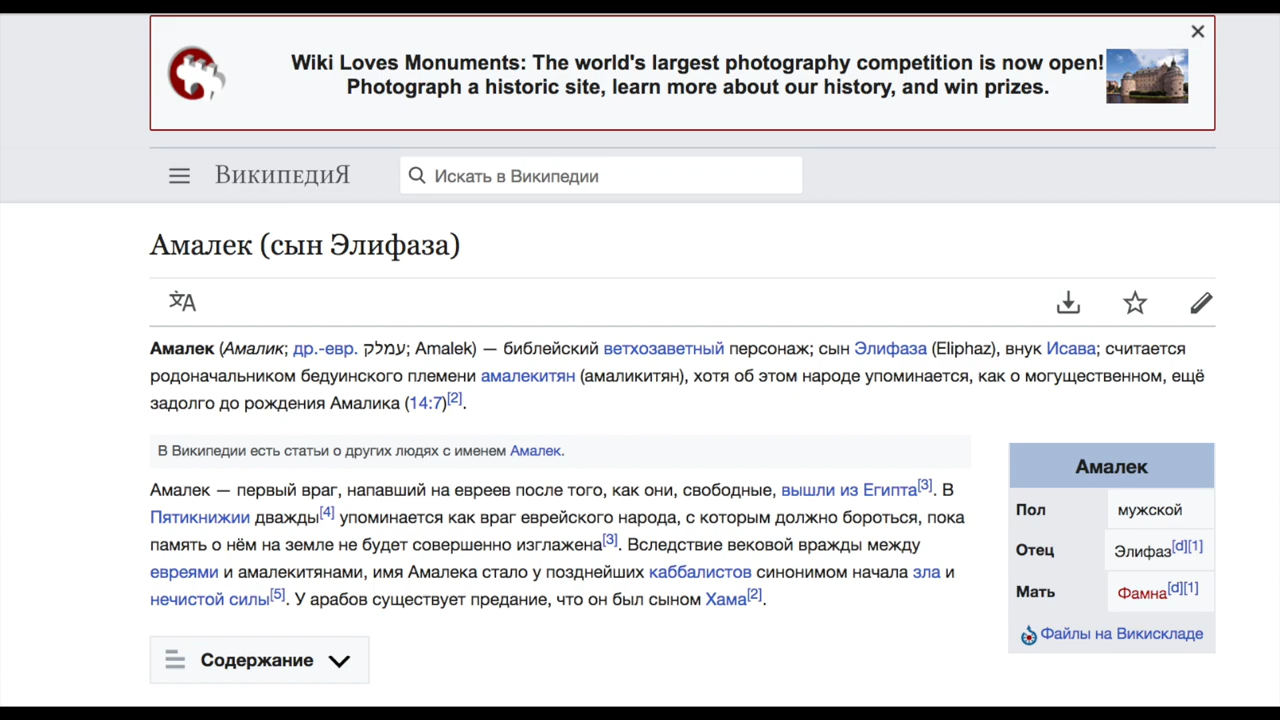 Wiki Loves Monuments: The world's largest photography competition is now open!
Photograph a historic site, learn more about our history, and win prizes.
ВикипедиЯ
Искать в Википедии
Амалек (сын Элифаза)
Амалек (Амалик; др.-евр. עמלק; Amalek) — библейский ветхозаветный персонаж; сын Элифаза (Eliphaz), внук Исава; считается
родоначальником бедуинского племени амалекитян (амаликитян), хотя об этом народе упоминается, как о могущественном, ещё
задолго до рождения Амалика (14:7)[2].
В Википедии есть статьи о других людях с именем Амалек.
Амалек — первый враг, напавший на евреев после того, как они, свободные, вышли из Египта[3]. В
Пятикнижии дважды[4] упоминается как враг еврейского народа, с которым должно бороться, пока
память о нём на земле не будет совершенно изглажена[3]. Вследствие вековой вражды между
евреями и амалекитянами, имя Амалека стало у позднейших каббалистов синонимом начала зла и
нечистой силы[5]. У арабов существует предание, что он был сыном Хама[2].
Амалек
Пол мужской
Отец Элифаз[d][1]
Мать Фамна[d][1]
Файлы на Викискладе
Содержание